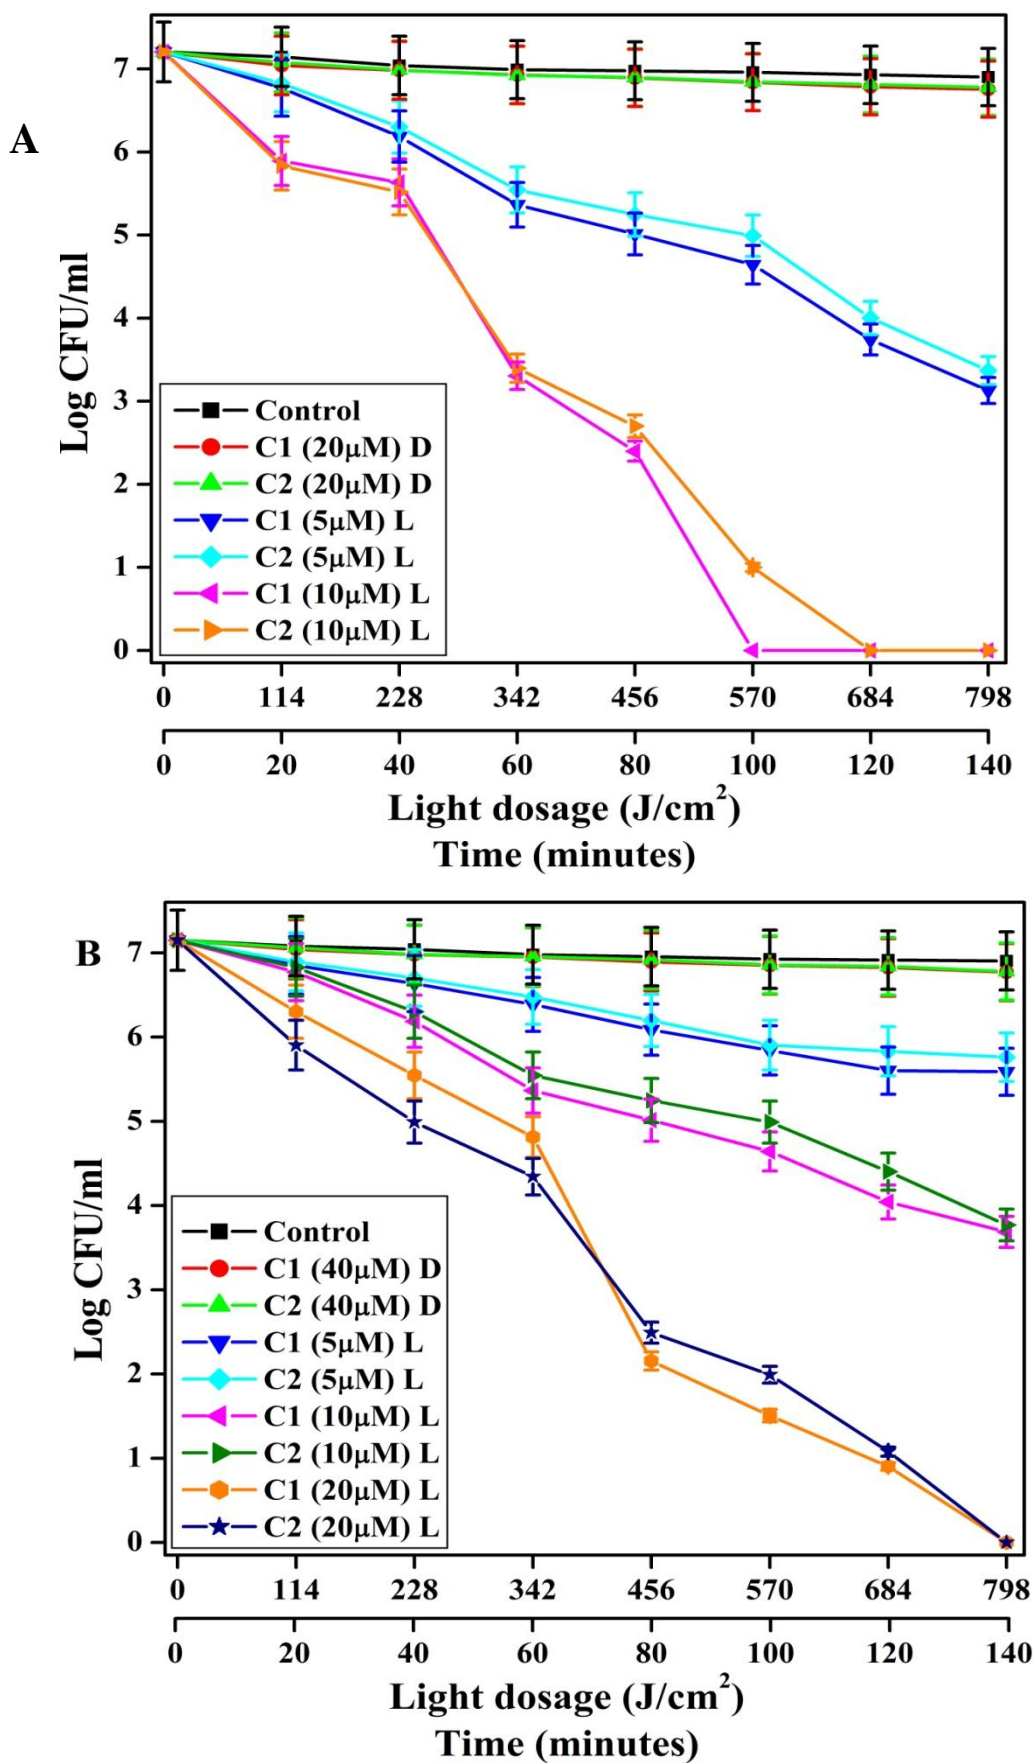 A
Log CFU/ml
7
6
5
4
3
2
1
0
Control
C1 (20μM) D
C2 (20μM) D
C1 (5μM) L
C2 (5μM) L
C1 (10μM) L
C2 (10μM) L
0 114 228 342 456 570 684 798
0 20 40 60 80 100 120 140
Light dosage (J/cm²)
Time (minutes)
B
Log CFU/ml
7
6
5
4
3
2
1
0
Control
C1 (40μM) D
C2 (40μM) D
C1 (5μM) L
C2 (5μM) L
C1 (10μM) L
C2 (10μM) L
C1 (20μM) L
C2 (20μM) L
0 114 228 342 456 570 684 798
0 20 40 60 80 100 120 140
Light dosage (J/cm²)
Time (minutes)